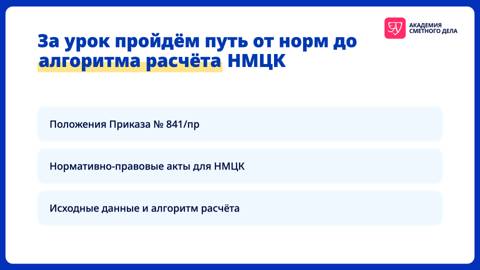 АКАДЕМИЯ
СМЕТНОГО ДЕЛА
За урок пройдём путь от норм до
алгоритма расчёта НМЦК
Положения Приказа № 841/пр
Нормативно-правовые акты для НМЦК
Исходные данные и алгоритм расчёта